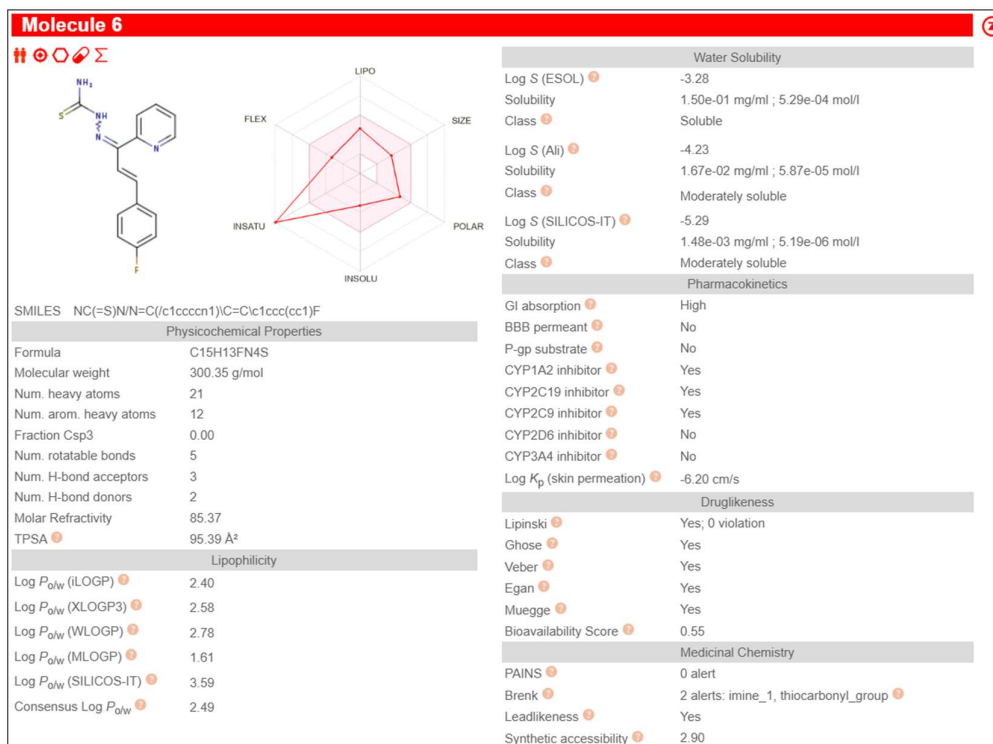 Molecule 6
NH₂
NH
S
N
N
F
LIPO
FLEX
SIZE
INSATU
POLAR
INSOLU
SMILES NC(=S)N/N=C(/c1ccccn1)\C=C\c1ccc(cc1)F
Physicochemical Properties
Formula C15H13FN4S
Molecular weight 300.35 g/mol
Num. heavy atoms 21
Num. arom. heavy atoms 12
Fraction Csp3 0.00
Num. rotatable bonds 5
Num. H-bond acceptors 3
Num. H-bond donors 2
Molar Refractivity 85.37
TPSA ? 95.39 Å²
Lipophilicity
Log Po/w (iLOGP) ? 2.40
Log Po/w (XLOGP3) ? 2.58
Log Po/w (WLOGP) ? 2.78
Log Po/w (MLOGP) ? 1.61
Log Po/w (SILICOS-IT) ? 3.59
Consensus Log Po/w ? 2.49
Water Solubility
Log S (ESOL) ? -3.28
Solubility 1.50e-01 mg/ml ; 5.29e-04 mol/l
Class ? Soluble
Log S (Ali) ? -4.23
Solubility 1.67e-02 mg/ml ; 5.87e-05 mol/l
Class ? Moderately soluble
Log S (SILICOS-IT) ? -5.29
Solubility 1.48e-03 mg/ml ; 5.19e-06 mol/l
Class ? Moderately soluble
Pharmacokinetics
GI absorption ? High
BBB permeant ? No
P-gp substrate ? No
CYP1A2 inhibitor ? Yes
CYP2C19 inhibitor ? Yes
CYP2C9 inhibitor ? Yes
CYP2D6 inhibitor ? No
CYP3A4 inhibitor ? No
Log Kp (skin permeation) ? -6.20 cm/s
Druglikeness
Lipinski ? Yes; 0 violation
Ghose ? Yes
Veber ? Yes
Egan ? Yes
Muegge ? Yes
Bioavailability Score ? 0.55
Medicinal Chemistry
PAINS ? 0 alert
Brenk ? 2 alerts: imine_1, thiocarbonyl_group ?
Leadlikeness ? Yes
Synthetic accessibility ? 2.90